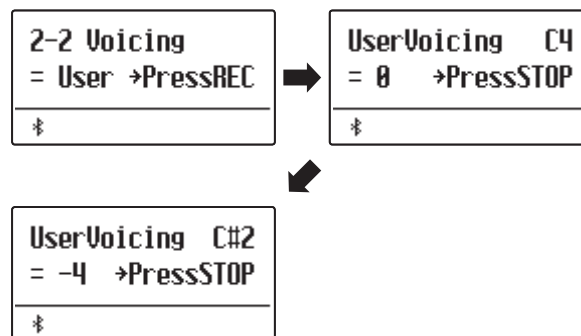 2-2 Voicing
= User →PressREC
UserVoicing C4
= 0 →PressSTOP
UserVoicing C#2
= -4 →PressSTOP